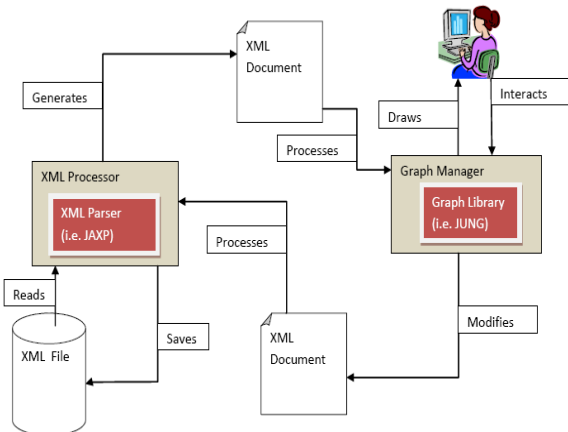 XML
Document
Generates
Interacts
Draws
Processes
XML Processor
XML Parser
(i.e. JAXP)
Graph Manager
Graph Library
(i.e. JUNG)
Processes
Reads
Saves
Modifies
XML File
XML
Document